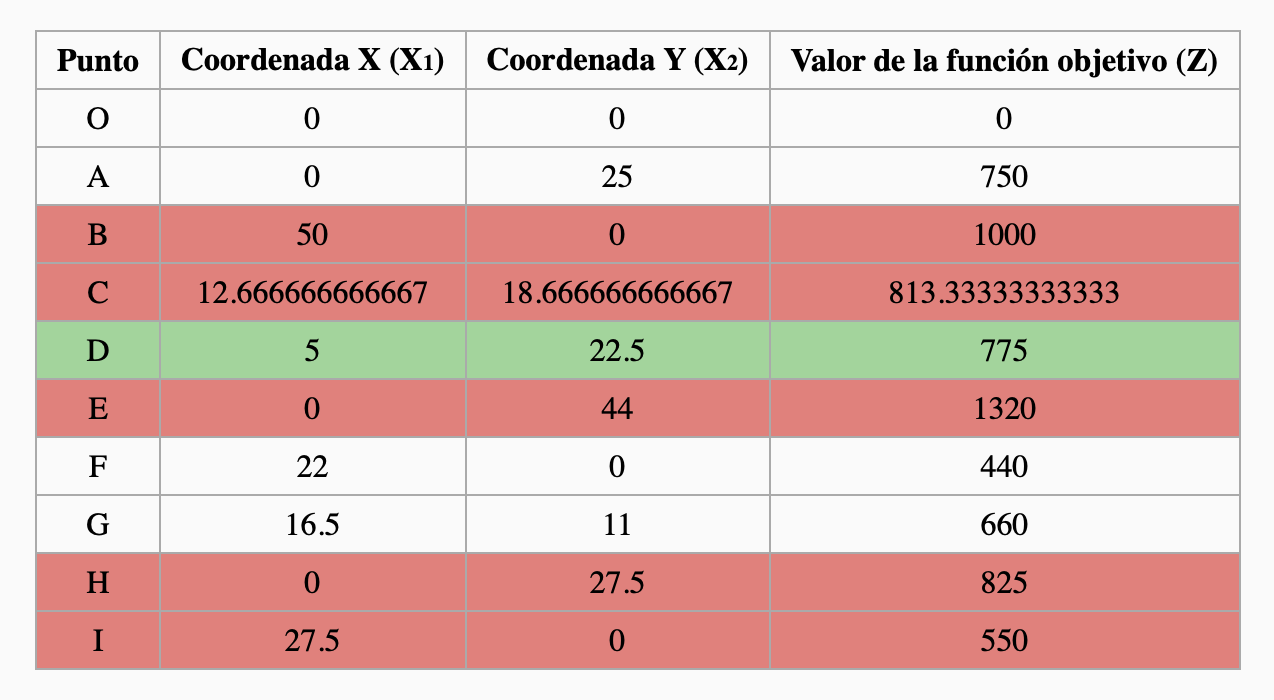 Punto Coordenada X (X1) Coordenada Y (X2) Valor de la función objetivo (Z)
O 0 0 0
A 0 25 750
B 50 0 1000
C 12.666666666667 18.666666666667 813.33333333333
D 5 22.5 775
E 0 44 1320
F 22 0 440
G 16.5 11 660
H 0 27.5 825
I 27.5 0 550